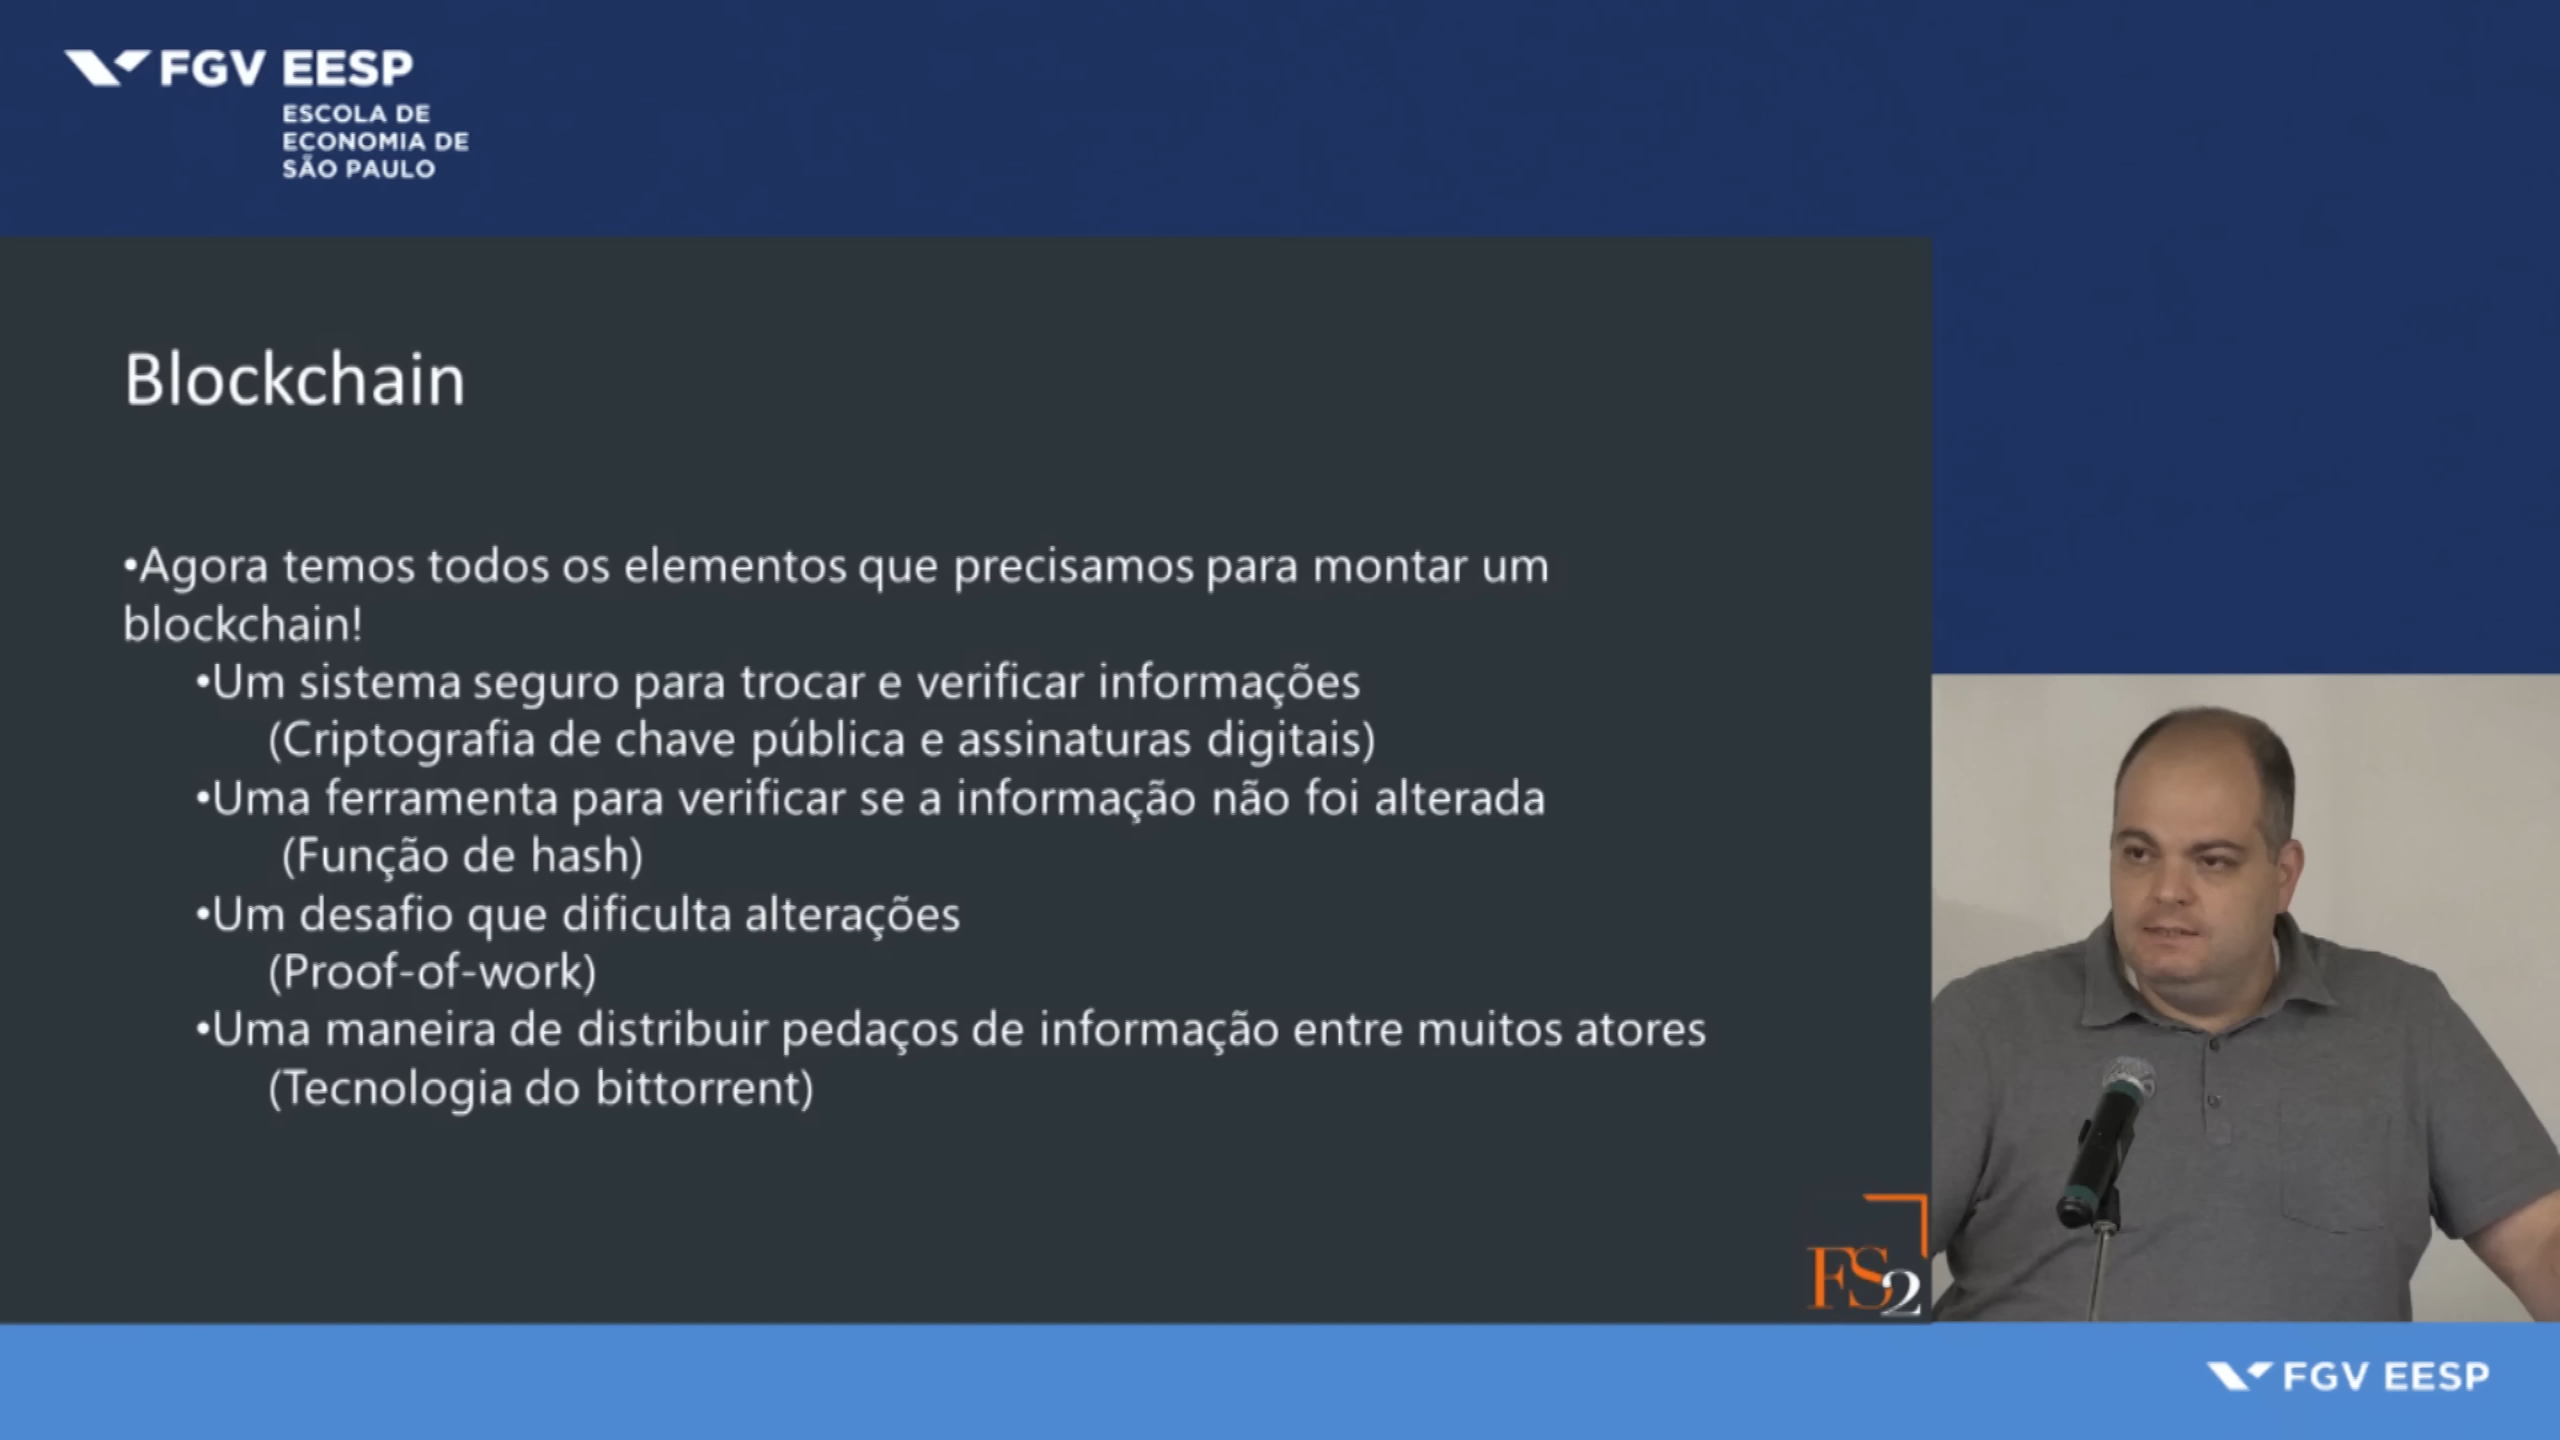 FGV EESP
ESCOLA DE
ECONOMIA DE
SÃO PAULO
Blockchain
•Agora temos todos os elementos que precisamos para montar um
blockchain!
•Um sistema seguro para trocar e verificar informações
(Criptografia de chave pública e assinaturas digitais)
•Uma ferramenta para verificar se a informação não foi alterada
(Função de hash)
•Um desafio que dificulta alterações
(Proof-of-work)
•Uma maneira de distribuir pedaços de informação entre muitos atores
(Tecnologia do bittorrent)
FS2
FGV EESP